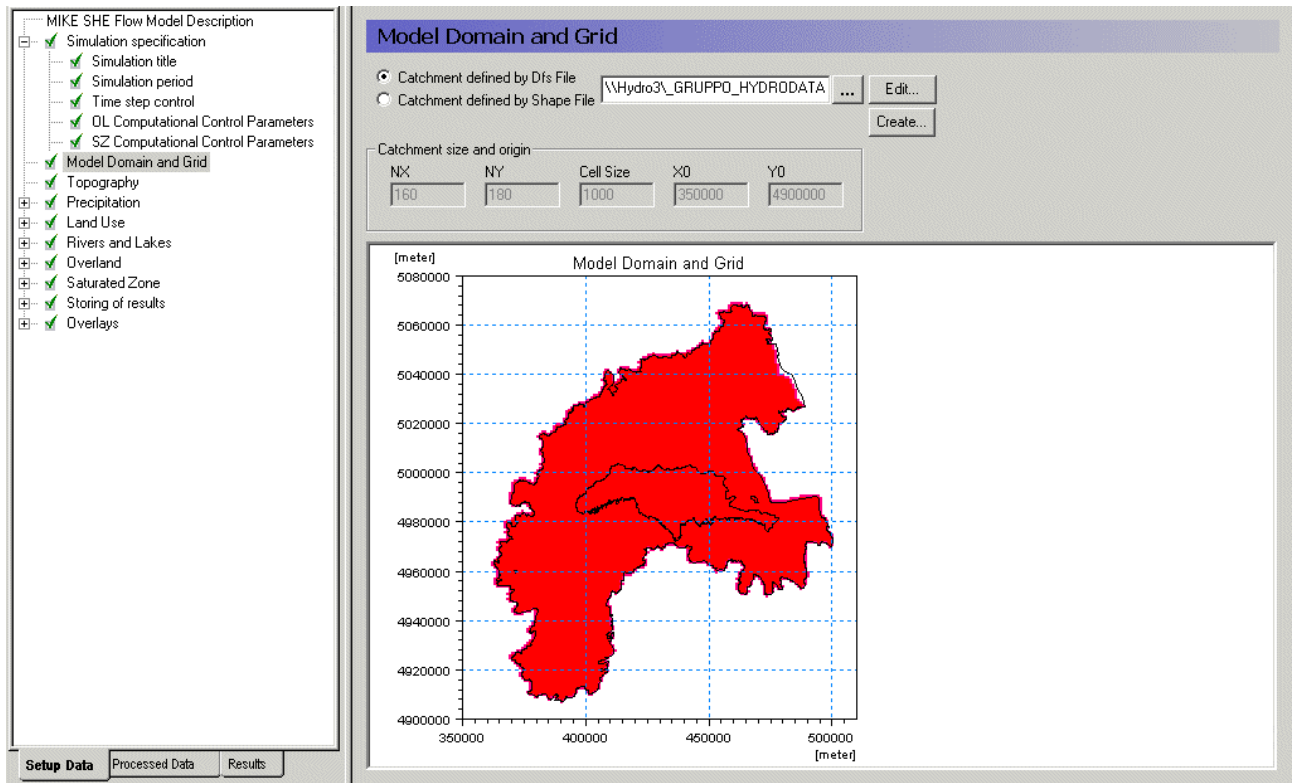 MIKE SHE Flow Model Description
Simulation specification
Simulation title
Simulation period
Time step control
OL Computational Control Parameters
SZ Computational Control Parameters
Model Domain and Grid
Topography
Precipitation
Land Use
Rivers and Lakes
Overland
Saturated Zone
Storing of results
Overlays
Setup Data Processed Data Results
Model Domain and Grid
Catchment defined by Dfs File
Catchment defined by Shape File
\\Hydro3\_GRUPPO_HYDRODATA ... Edit...
Create...
Catchment size and origin
NX NY Cell Size X0 Y0
160 180 1000 350000 4900000
[meter]
Model Domain and Grid
5080000
5060000
5040000
5020000
5000000
4980000
4960000
4940000
4920000
4900000
350000 400000 450000 500000
[meter]